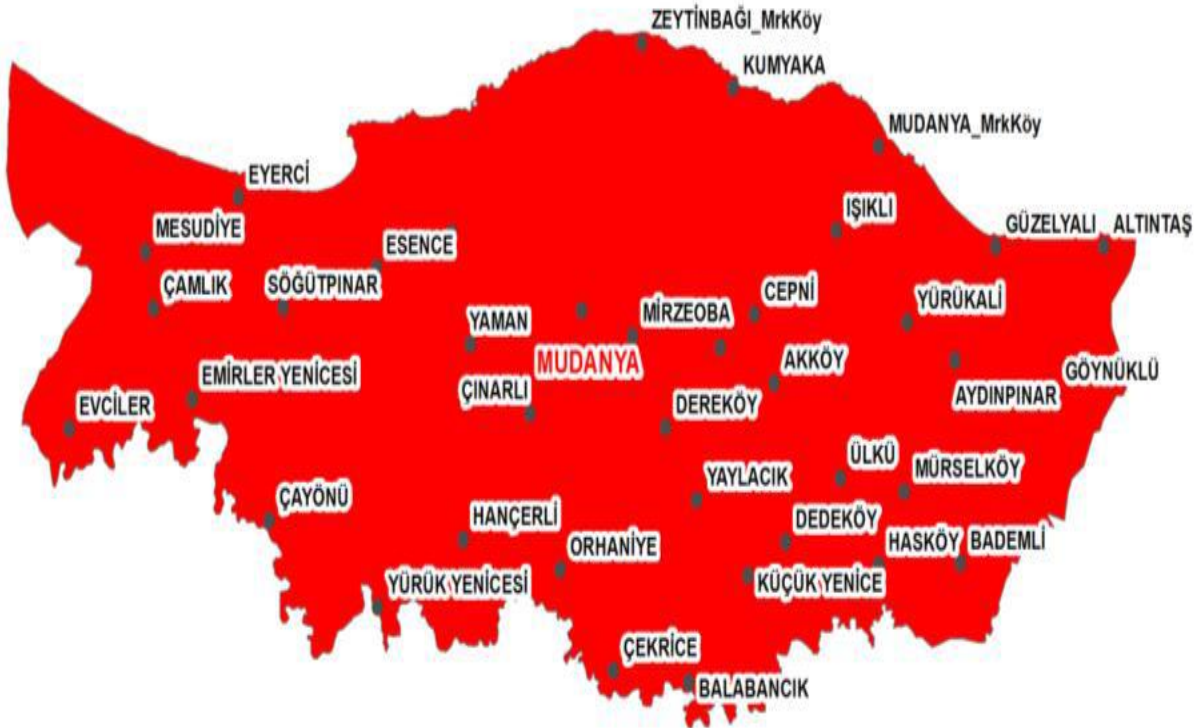 ZEYTİNBAĞI_MrkKöy
KUMYAKA
MUDANYA_MrkKöy
EYERCİ
IŞIKLI
MESUDİYE
ESENCE
GÜZELYALI
ALTINTAŞ
ÇAMLIK
SÖĞÜTPINAR
CEPNİ
YÜRÜKALİ
YAMAN
MİRZEOBA
MUDANYA
AKKÖY
GÖYNÜKLÜ
EMİRLER YENİCESİ
ÇINARLI
AYDINPINAR
EVCİLER
DEREKÖY
ÜLKÜ
MÜRSELKÖY
YAYLACIK
ÇAYÖNÜ
HANÇERLİ
DEDEKÖY
ORHANİYE
HASKÖY
BADEMLİ
YÜRÜK YENİCESİ
KÜÇÜK YENİCE
ÇEKRİCE
BALABANCIK